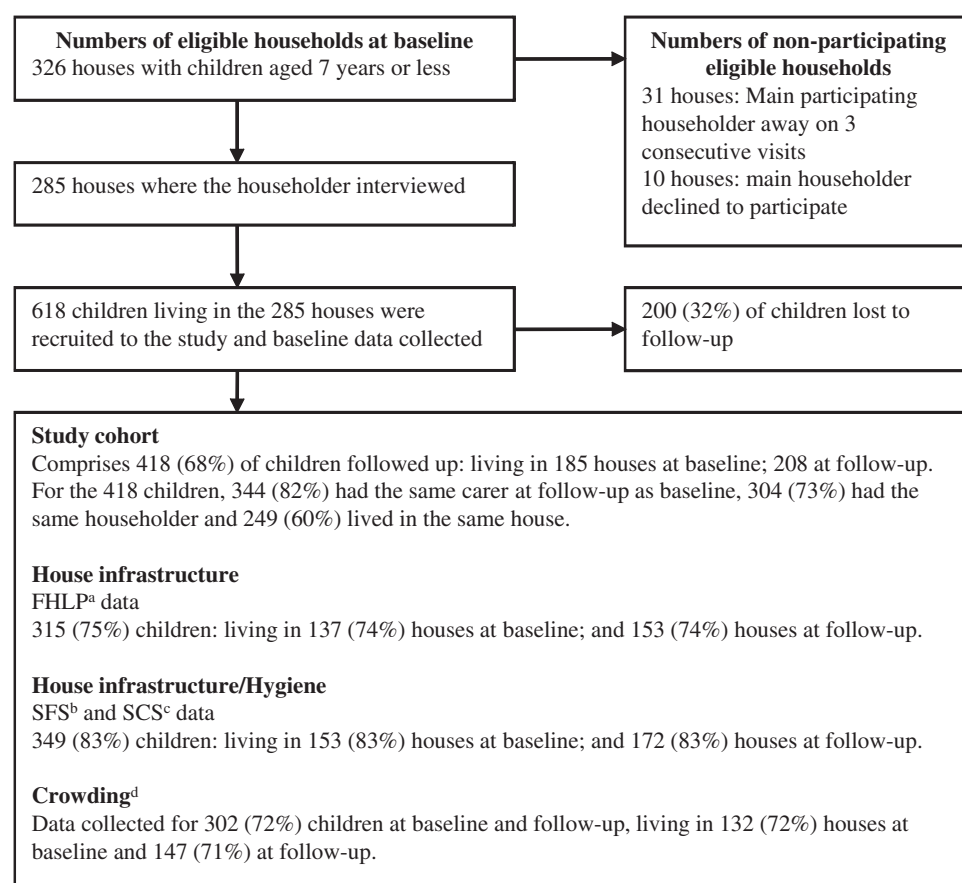 Numbers of eligible households at baseline
326 houses with children aged 7 years or less
Numbers of non-participating
eligible households
31 houses: Main participating
householder away on 3
consecutive visits
10 houses: main householder
declined to participate
285 houses where the householder interviewed
618 children living in the 285 houses were
recruited to the study and baseline data collected
200 (32%) of children lost to
follow-up
Study cohort
Comprises 418 (68%) of children followed up: living in 185 houses at baseline; 208 at follow-up.
For the 418 children, 344 (82%) had the same carer at follow-up as baseline, 304 (73%) had the
same householder and 249 (60%) lived in the same house.
House infrastructure
FHLPᵃ data
315 (75%) children: living in 137 (74%) houses at baseline; and 153 (74%) houses at follow-up.
House infrastructure/Hygiene
SFSᵇ and SCSᶜ data
349 (83%) children: living in 153 (83%) houses at baseline; and 172 (83%) houses at follow-up.
Crowdingᵈ
Data collected for 302 (72%) children at baseline and follow-up, living in 132 (72%) houses at
baseline and 147 (71%) at follow-up.